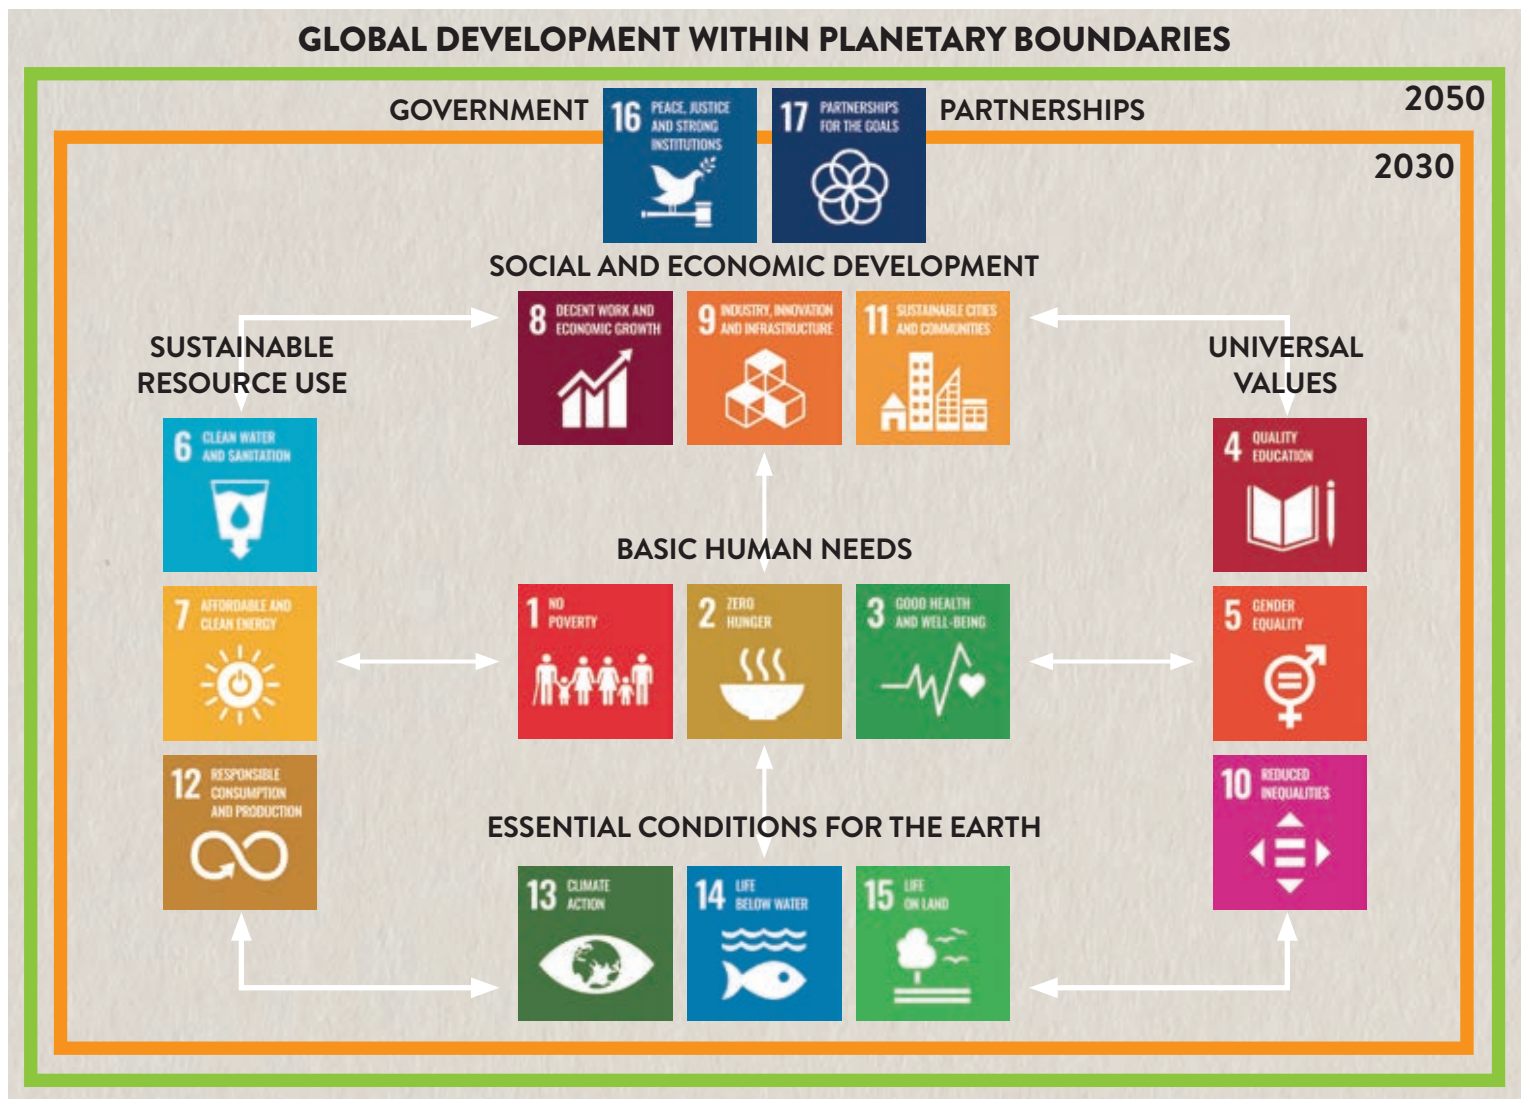 GLOBAL DEVELOPMENT WITHIN PLANETARY BOUNDARIES
2050
GOVERNMENT
16 PEACE, JUSTICE
AND STRONG
INSTITUTIONS
17 PARTNERSHIPS
FOR THE GOALS
PARTNERSHIPS
2030
SOCIAL AND ECONOMIC DEVELOPMENT
8 DECENT WORK AND
ECONOMIC GROWTH
9 INDUSTRY, INNOVATION
AND INFRASTRUCTURE
11 SUSTAINABLE CITIES
AND COMMUNITIES
SUSTAINABLE
RESOURCE USE
6 CLEAN WATER
AND SANITATION
7 AFFORDABLE AND
CLEAN ENERGY
12 RESPONSIBLE
CONSUMPTION
AND PRODUCTION
BASIC HUMAN NEEDS
1 NO
POVERTY
2 ZERO
HUNGER
3 GOOD HEALTH
AND WELL-BEING
UNIVERSAL
VALUES
4 QUALITY
EDUCATION
5 GENDER
EQUALITY
10 REDUCED
INEQUALITIES
ESSENTIAL CONDITIONS FOR THE EARTH
13 CLIMATE
ACTION
14 LIFE
BELOW WATER
15 LIFE
ON LAND